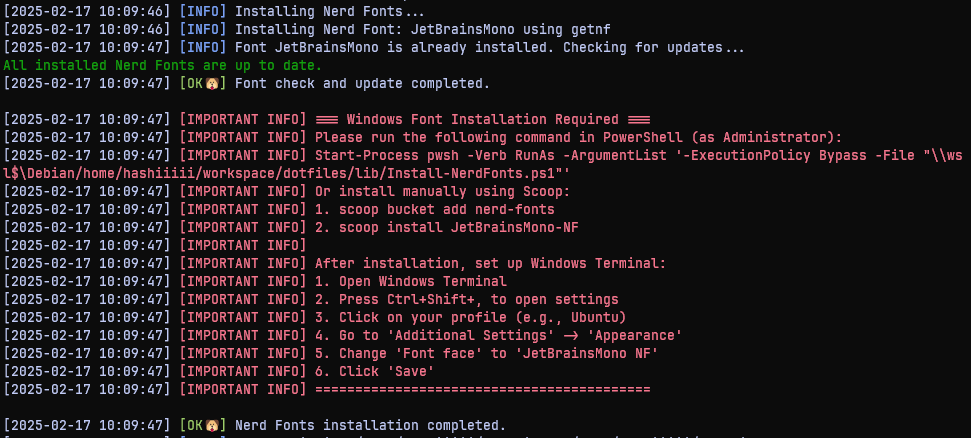 [2025-02-17 10:09:46] [INFO] Installing Nerd Fonts...
[2025-02-17 10:09:46] [INFO] Installing Nerd Font: JetBrainsMono using getnf
[2025-02-17 10:09:47] [INFO] Font JetBrainsMono is already installed. Checking for updates...
All installed Nerd Fonts are up to date.
[2025-02-17 10:09:47] [OK🐶] Font check and update completed.
[2025-02-17 10:09:47] [IMPORTANT INFO] === Windows Font Installation Required ===
[2025-02-17 10:09:47] [IMPORTANT INFO] Please run the following command in PowerShell (as Administrator):
[2025-02-17 10:09:47] [IMPORTANT INFO] Start-Process pwsh -Verb RunAs -ArgumentList '-ExecutionPolicy Bypass -File "\\ws
l$\Debian/home/hashiiiii/workspace/dotfiles/lib/Install-NerdFonts.ps1"'
[2025-02-17 10:09:47] [IMPORTANT INFO] Or install manually using Scoop:
[2025-02-17 10:09:47] [IMPORTANT INFO] 1. scoop bucket add nerd-fonts
[2025-02-17 10:09:47] [IMPORTANT INFO] 2. scoop install JetBrainsMono-NF
[2025-02-17 10:09:47] [IMPORTANT INFO]
[2025-02-17 10:09:47] [IMPORTANT INFO] After installation, set up Windows Terminal:
[2025-02-17 10:09:47] [IMPORTANT INFO] 1. Open Windows Terminal
[2025-02-17 10:09:47] [IMPORTANT INFO] 2. Press Ctrl+Shift+, to open settings
[2025-02-17 10:09:47] [IMPORTANT INFO] 3. Click on your profile (e.g., Ubuntu)
[2025-02-17 10:09:47] [IMPORTANT INFO] 4. Go to 'Additional Settings' -> 'Appearance'
[2025-02-17 10:09:47] [IMPORTANT INFO] 5. Change 'Font face' to 'JetBrainsMono NF'
[2025-02-17 10:09:47] [IMPORTANT INFO] 6. Click 'Save'
[2025-02-17 10:09:47] [IMPORTANT INFO] ==========================================
[2025-02-17 10:09:47] [OK🐶] Nerd Fonts installation completed.